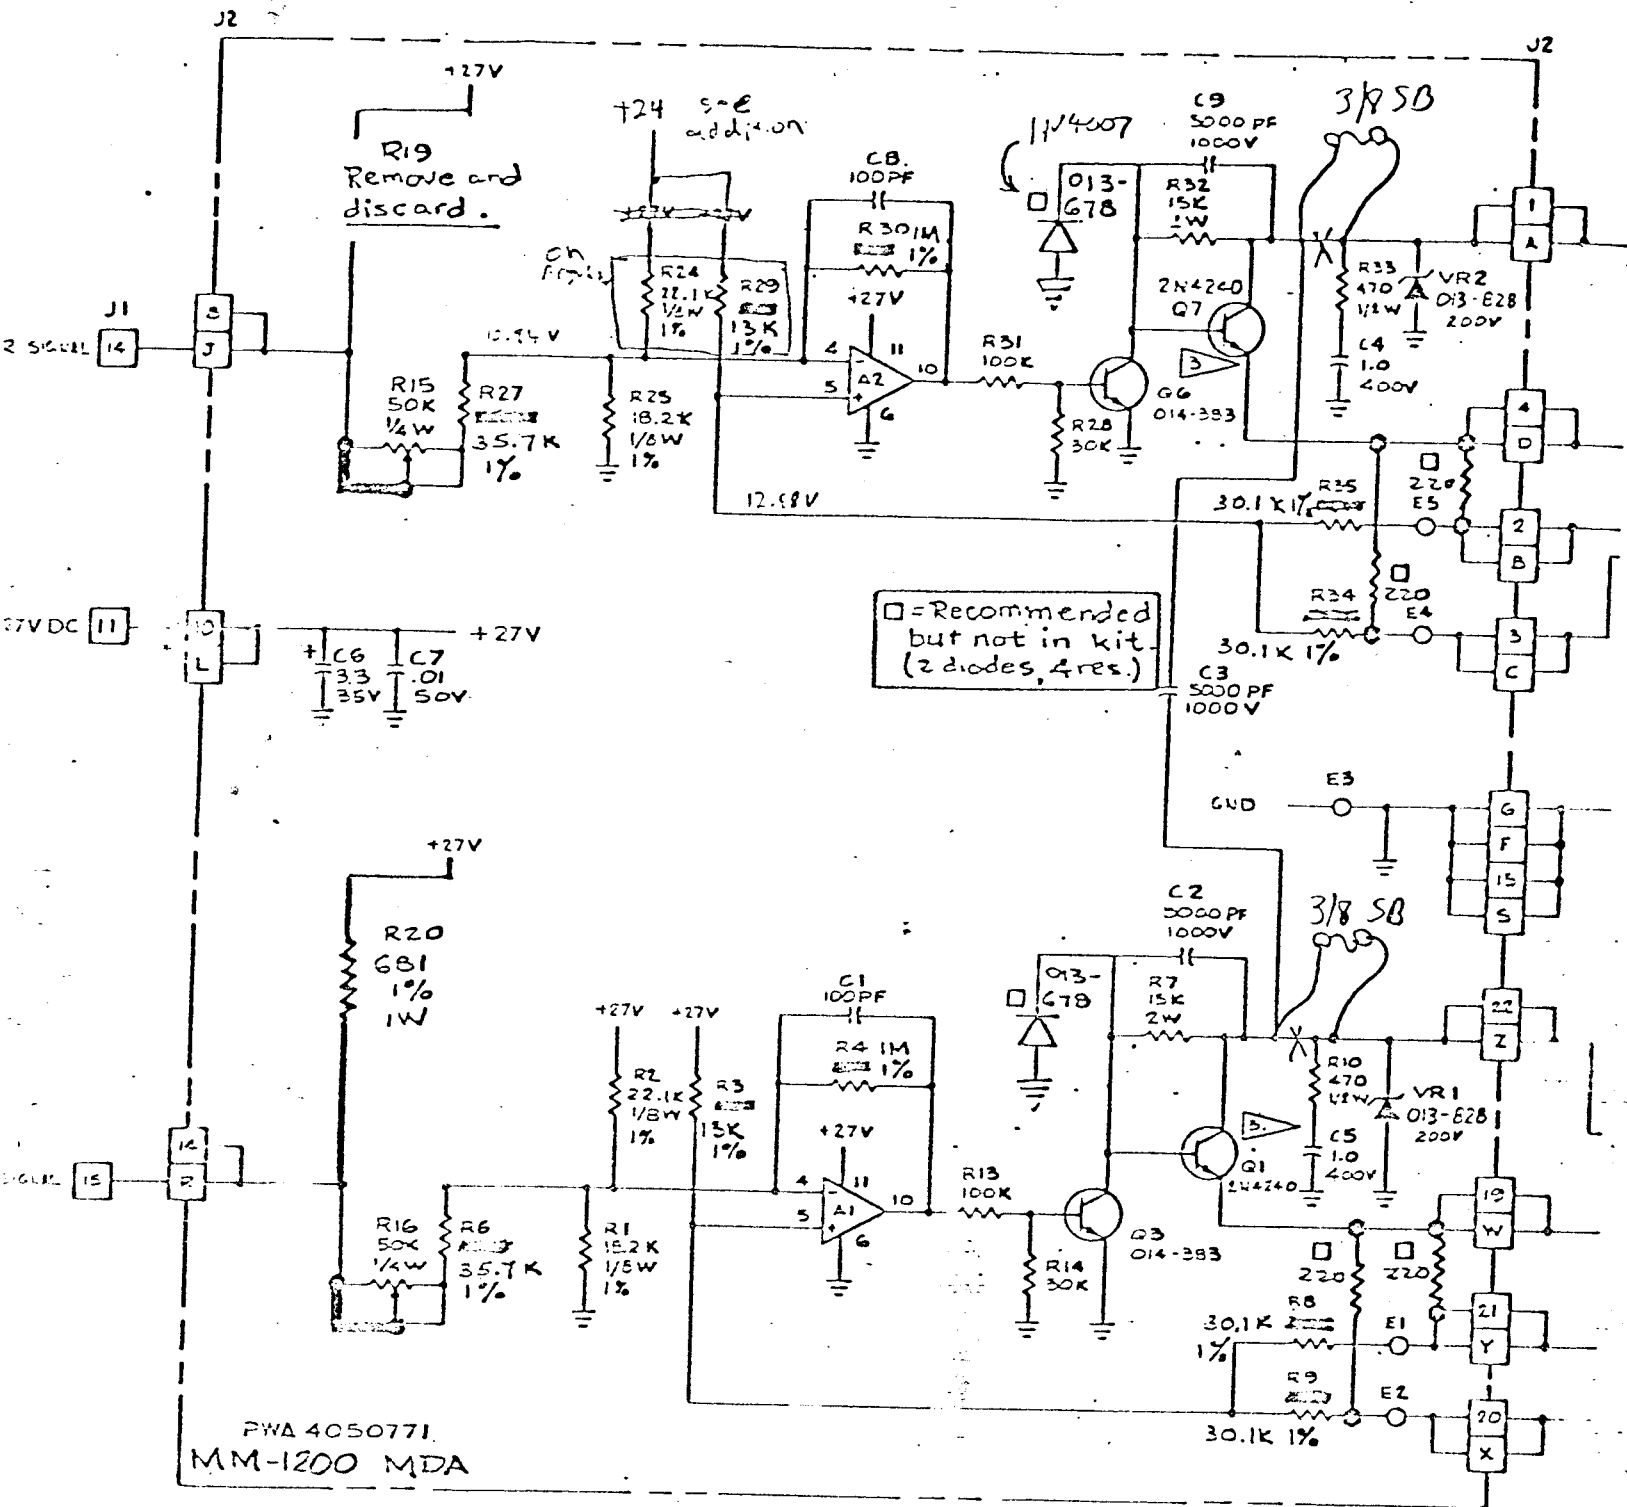 J2
J2
+27V
R19
Remove and
discard.
+24
see
addition
C8
100PF
R30 1M
1%
+27V
1N4007
013-
678
C9
5000 PF
1000V
R32
15K
2W
3/8 SB
1
A
R24
22.1K
1/8W
1%
R29
13K
1%
2N4240
Q7
3
R33
470
1/2W
VR2
013-828
200V
C4
1.0
400V
J1
14
2 SIGNAL
8
J
R15
50K
1/4W
R27
35.7K
1%
R25
18.2K
1/8W
1%
4
5
A2
11
10
6
R31
100K
Q6
014-383
R28
30K
4
D
12.98V
30.1K 1%
R35
220
E5
2
B
R34
220
E4
30.1K 1%
3
C
27V DC
11
10
L
+27V
+
C6
3.3
35V
C7
.01
50V
□=Recommended
but not in kit.
(2 diodes, 4 res.)
C3
5000 PF
1000V
GND
E3
6
F
15
S
+27V
R20
681
1%
1W
C2
5000 PF
1000V
3/8 SB
013-
678
R7
15K
2W
22
Z
C1
100PF
R4 1M
1%
+27V
+27V
R2
22.1K
1/8W
1%
R3
13K
1%
+27V
R10
470
1/2W
VR1
013-828
200V
C5
1.0
400V
3.
Q1
2N4240
15
R
R16
50K
1/4W
R6
35.7K
1%
R1
18.2K
1/8W
1%
4
5
A1
11
10
6
R13
100K
Q3
014-383
R14
30K
19
W
220
220
R8
30.1K
1%
E1
21
Y
R9
30.1K 1%
E2
20
X
PWA 4050771
MM-1200 MDA